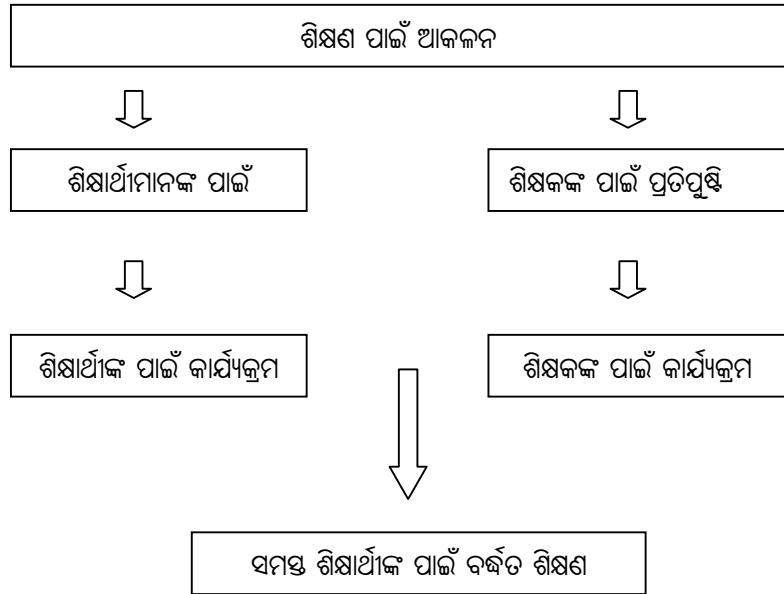 ଶିକ୍ଷଣ ପାଇଁ ଆକଳନ
ଶିକ୍ଷାର୍ଥୀମାନଙ୍କ ପାଇଁ
ଶିକ୍ଷକଙ୍କ ପାଇଁ ପ୍ରତିପୁଷ୍ଟି
ଶିକ୍ଷାର୍ଥୀଙ୍କ ପାଇଁ କାର୍ଯ୍ୟକ୍ରମ
ଶିକ୍ଷକଙ୍କ ପାଇଁ କାର୍ଯ୍ୟକ୍ରମ
ସମସ୍ତ ଶିକ୍ଷାର୍ଥୀଙ୍କ ପାଇଁ ବର୍ଦ୍ଧିତ ଶିକ୍ଷଣ